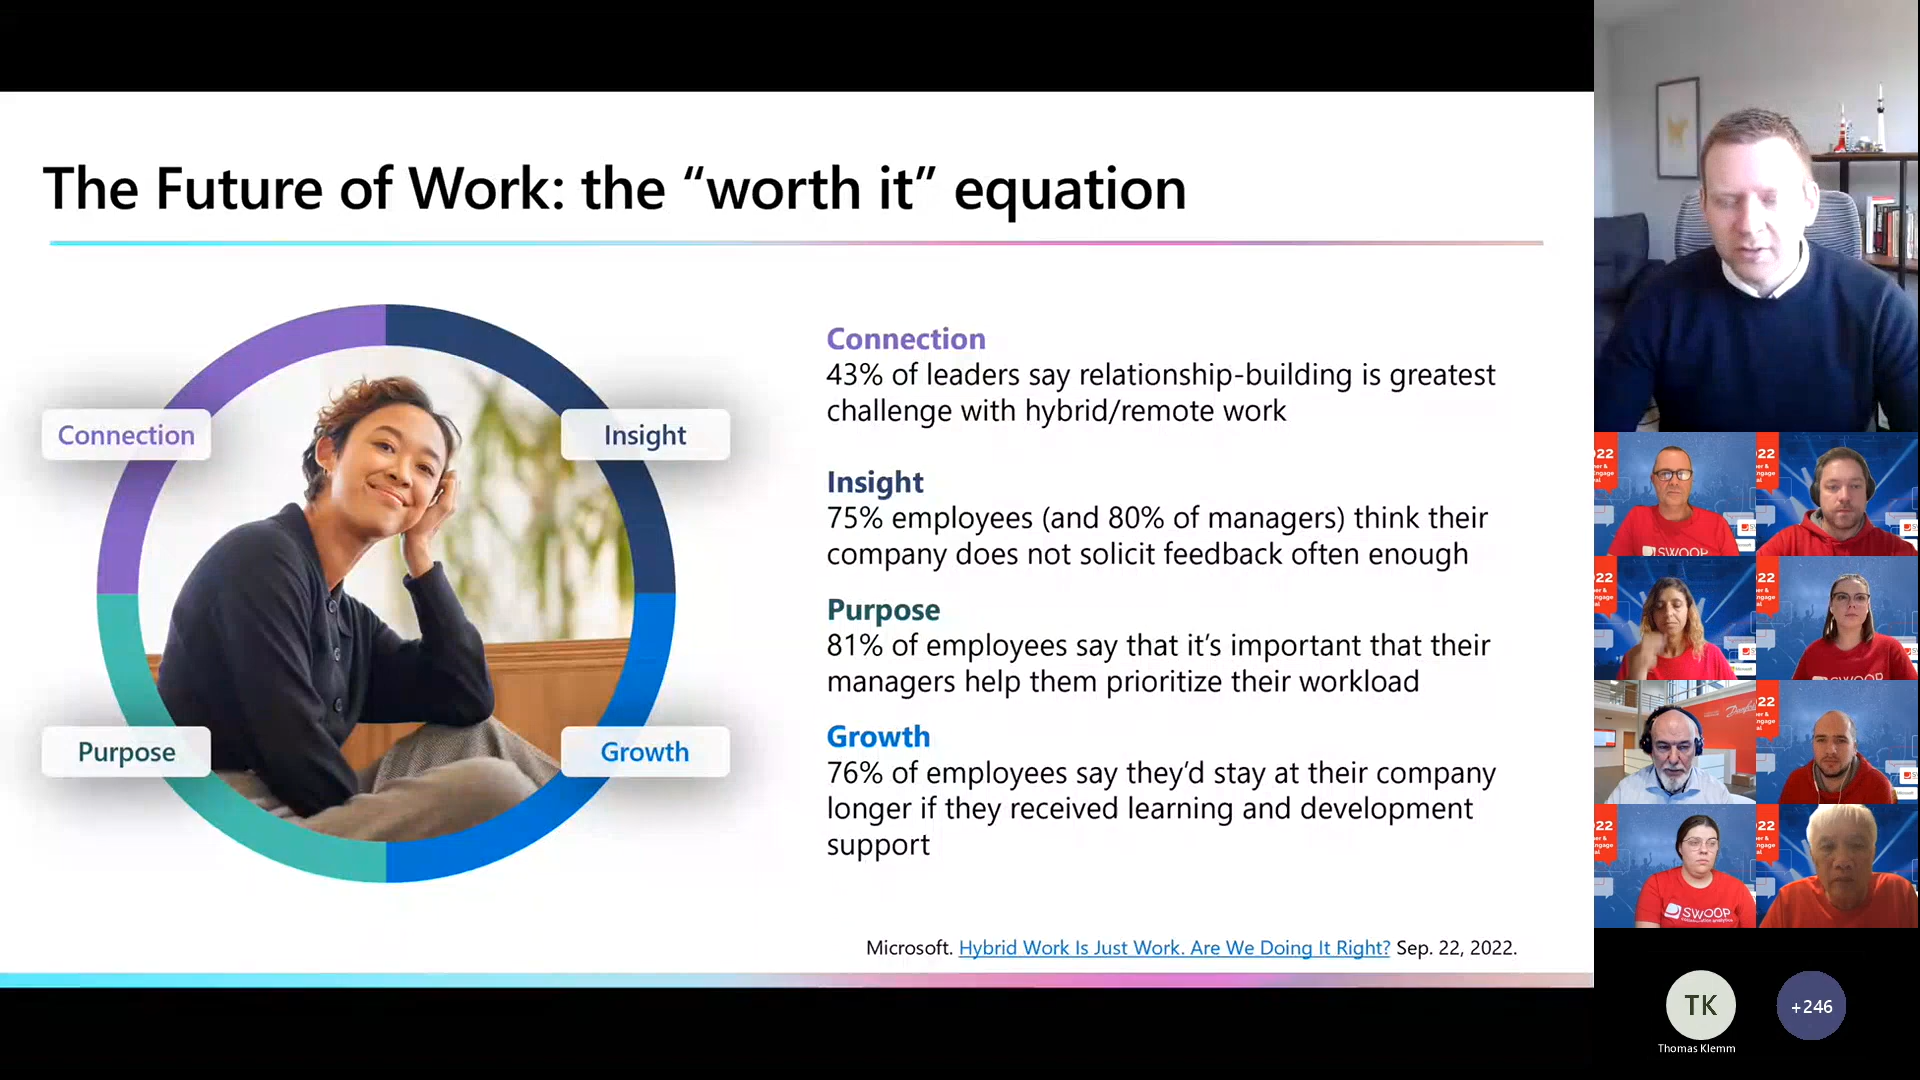 The Future of Work: the “worth it” equation
Connection
Insight
Purpose
Growth
Connection
43% of leaders say relationship-building is greatest
challenge with hybrid/remote work
Insight
75% employees (and 80% of managers) think their
company does not solicit feedback often enough
Purpose
81% of employees say that it’s important that their
managers help them prioritize their workload
Growth
76% of employees say they’d stay at their company
longer if they received learning and development
support
Microsoft. Hybrid Work Is Just Work. Are We Doing It Right? Sep. 22, 2022.
SWOOP
Danfoss
SWOOP
TK
Thomas Klemm
+246